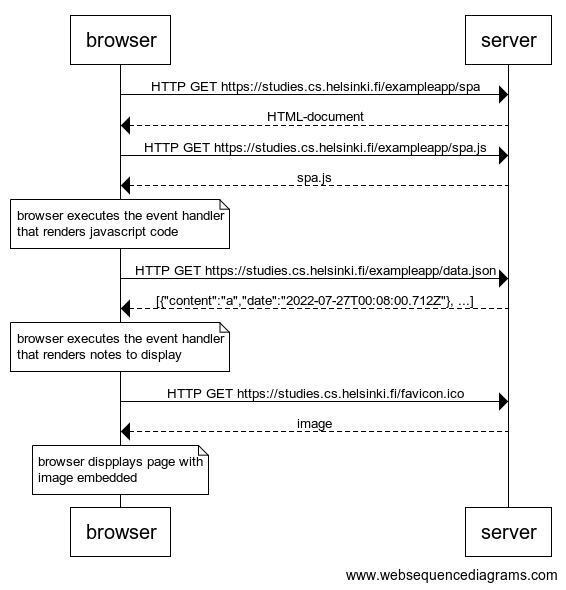 browser
server
HTTP GET https://studies.cs.helsinki.fi/exampleapp/spa
HTML-document
HTTP GET https://studies.cs.helsinki.fi/exampleapp/spa.js
spa.js
browser executes the event handler
that renders javascript code
HTTP GET https://studies.cs.helsinki.fi/exampleapp/data.json
[{"content":"a","date":"2022-07-27T00:08:00.712Z"}, ...]
browser executes the event handler
that renders notes to display
HTTP GET https://studies.cs.helsinki.fi/favicon.ico
image
browser dispplays page with
image embedded
browser
server
www.websequencediagrams.com